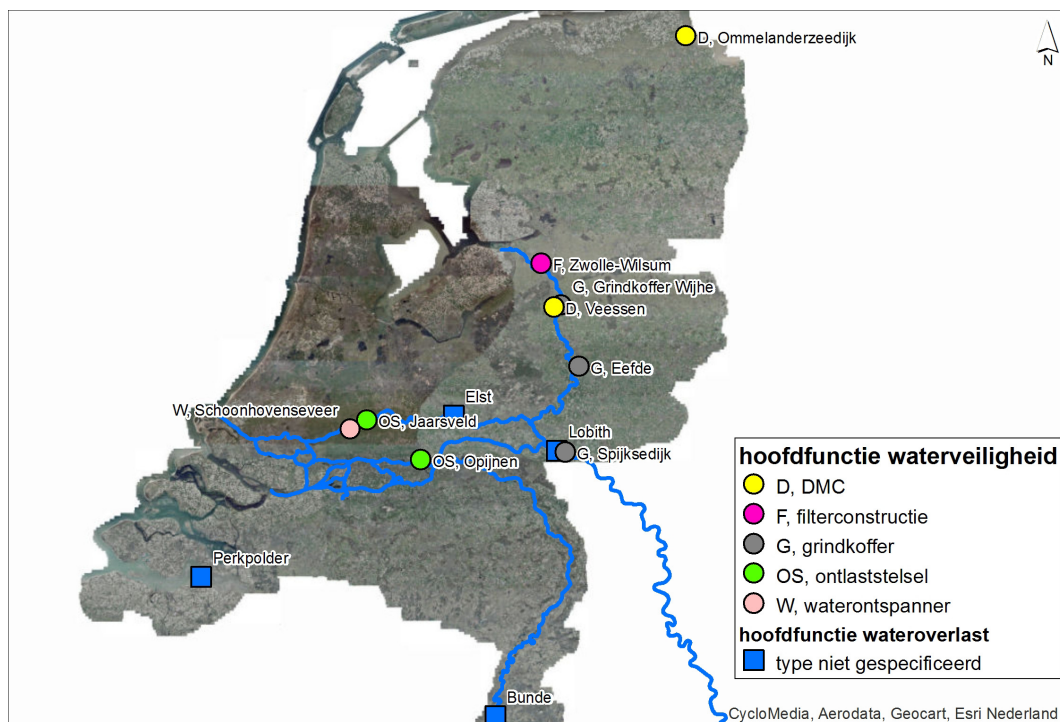 D, Ommelanderzeedijk
N
F, Zwolle-Wilsum
G, Grindkoffer Wijhe
D, Veessen
G, Eefde
Elst
W, Schoonhovenseveer
OS, Jaarsveld
Lobith
G, Spijksedijk
OS, Opijnen
Perkpolder
Bunde
hoofdfunctie waterveiligheid
D, DMC
F, filterconstructie
G, grindkoffer
OS, ontlaststelsel
W, waterontspanner
hoofdfunctie wateroverlast
type niet gespecificeerd
CycloMedia, Aerodata, Geocart, Esri Nederland